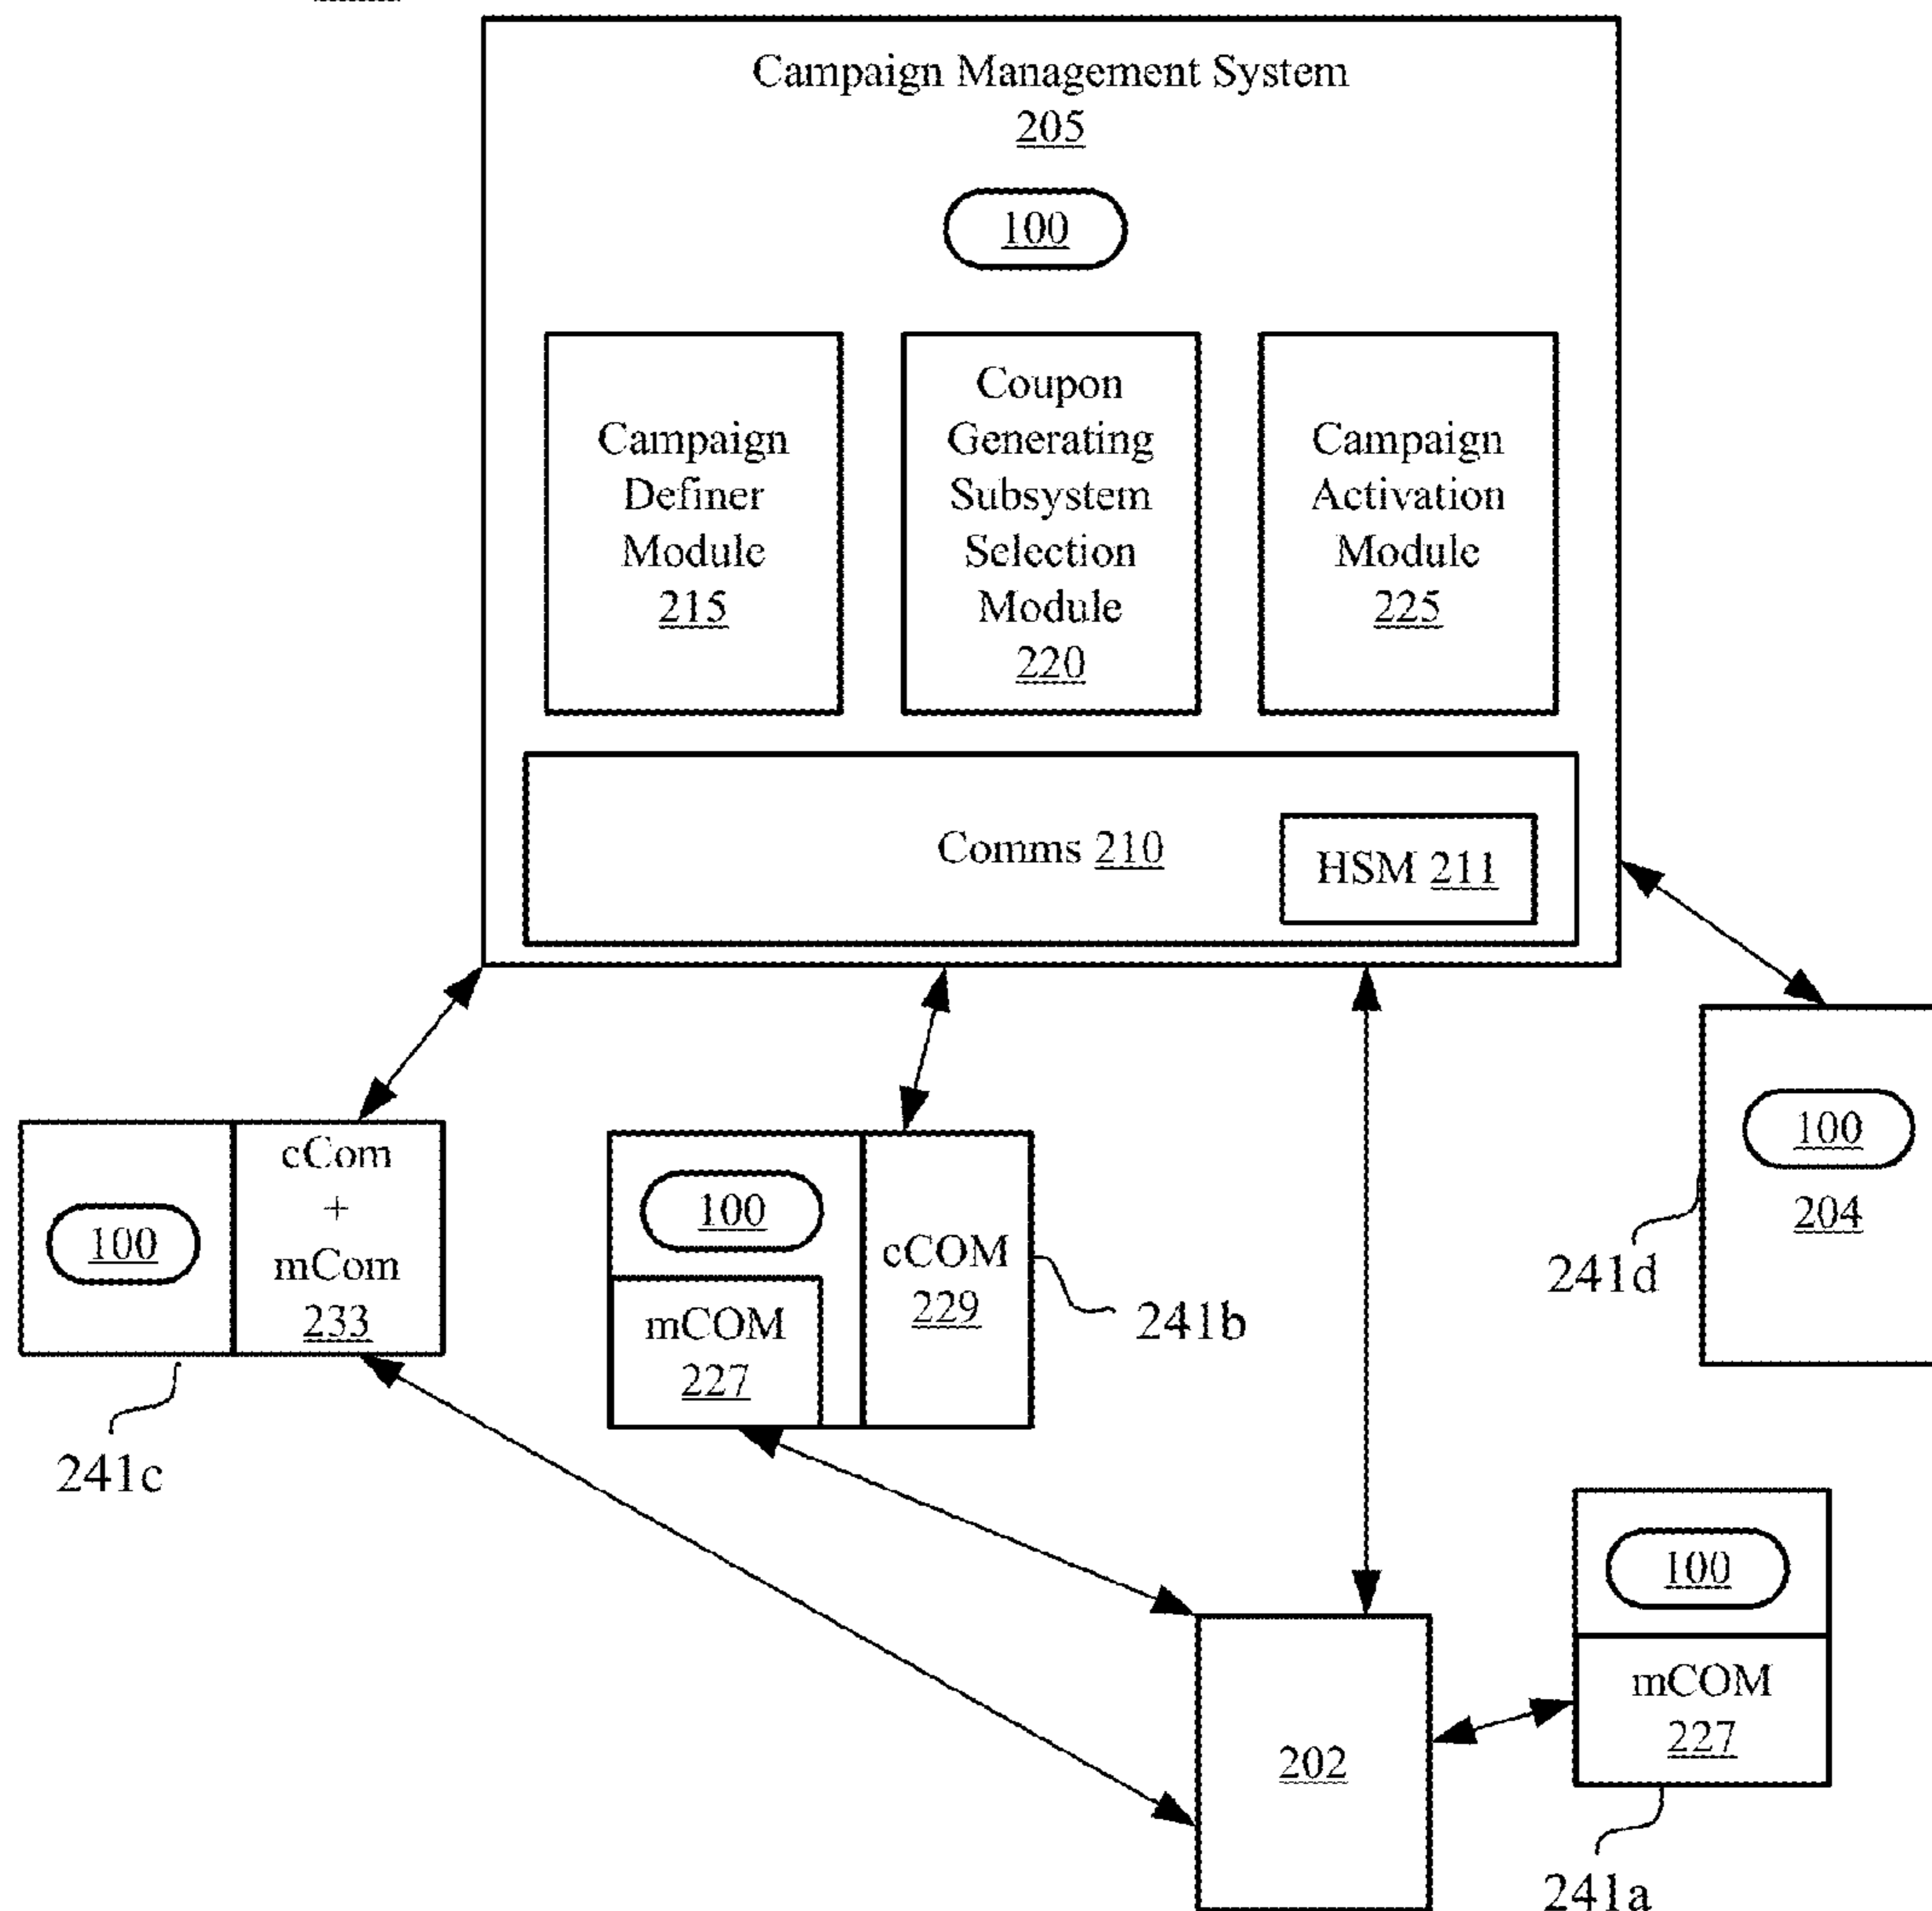 Campaign Management System
205
100
Campaign
Definer
Module
215
Coupon
Generating
Subsystem
Selection
Module
220
Campaign
Activation
Module
225
Comms 210
HSM 211
100
cCom
+
mCom
233
241c
100
mCOM
227
cCOM
229
241b
100
204
241d
202
100
mCOM
227
241a